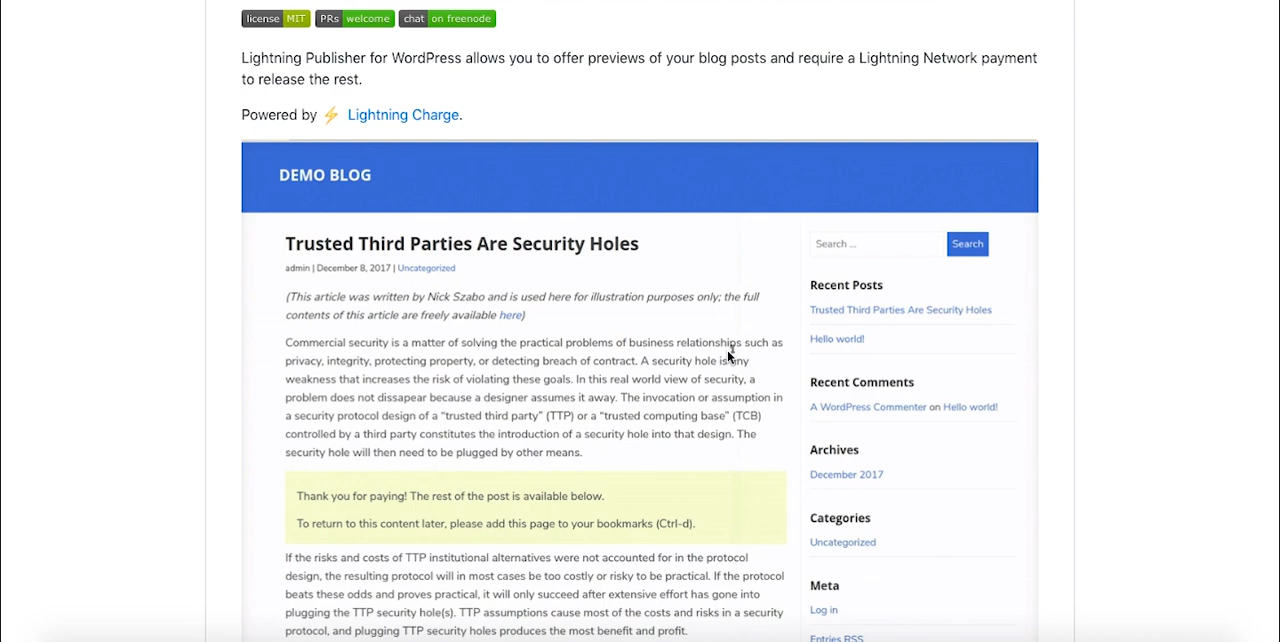 license MIT PRs welcome chat on freenode
Lightning Publisher for WordPress allows you to offer previews of your blog posts and require a Lightning Network payment
to release the rest.
Powered by ⚡ Lightning Charge.
DEMO BLOG
Trusted Third Parties Are Security Holes
admin | December 8, 2017 | Uncategorized
(This article was written by Nick Szabo and is used here for illustration purposes only; the full
contents of this article are freely available here)
Commercial security is a matter of solving the practical problems of business relationships such as
privacy, integrity, protecting property, or detecting breach of contract. A security hole is any
weakness that increases the risk of violating these goals. In this real world view of security, a
problem does not dissapear because a designer assumes it away. The invocation or assumption in
a security protocol design of a “trusted third party” (TTP) or a “trusted computing base” (TCB)
controlled by a third party constitutes the introduction of a security hole into that design. The
security hole will then need to be plugged by other means.
Thank you for paying! The rest of the post is available below.
To return to this content later, please add this page to your bookmarks (Ctrl-d).
If the risks and costs of TTP institutional alternatives were not accounted for in the protocol
design, the resulting protocol will in most cases be too costly or risky to be practical. If the protocol
beats these odds and proves practical, it will only succeed after extensive effort has gone into
plugging the TTP security hole(s). TTP assumptions cause most of the costs and risks in a security
protocol, and plugging TTP security holes produces the most benefit and profit.
Search ... Search
Recent Posts
Trusted Third Parties Are Security Holes
Hello world!
Recent Comments
A WordPress Commenter on Hello world!
Archives
December 2017
Categories
Uncategorized
Meta
Log in
Entries RSS